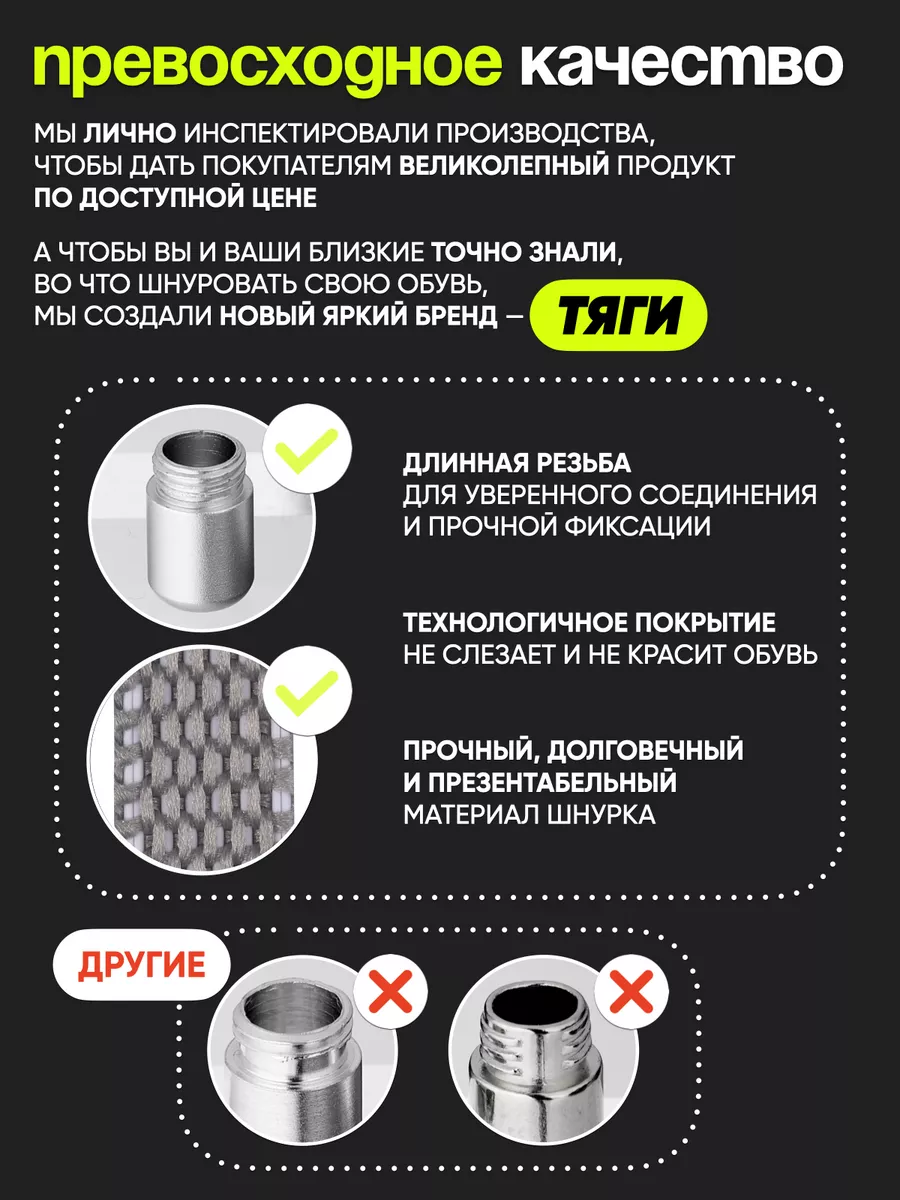 превосходное качество
МЫ ЛИЧНО ИНСПЕКТИРОВАЛИ ПРОИЗВОДСТВА,
ЧТОБЫ ДАТЬ ПОКУПАТЕЛЯМ ВЕЛИКОЛЕПНЫЙ ПРОДУКТ
ПО ДОСТУПНОЙ ЦЕНЕ
А ЧТОБЫ ВЫ И ВАШИ БЛИЗКИЕ ТОЧНО ЗНАЛИ,
ВО ЧТО ШНУРОВАТЬ СВОЮ ОБУВЬ,
МЫ СОЗДАЛИ НОВЫЙ ЯРКИЙ БРЕНД – ТЯГИ
ДЛИННАЯ РЕЗЬБА
ДЛЯ УВЕРЕННОГО СОЕДИНЕНИЯ
И ПРОЧНОЙ ФИКСАЦИИ
ТЕХНОЛОГИЧНОЕ ПОКРЫТИЕ
НЕ СЛЕЗАЕТ И НЕ КРАСИТ ОБУВЬ
ПРОЧНЫЙ, ДОЛГОВЕЧНЫЙ
И ПРЕЗЕНТАБЕЛЬНЫЙ
МАТЕРИАЛ ШНУРКА
ДРУГИЕ